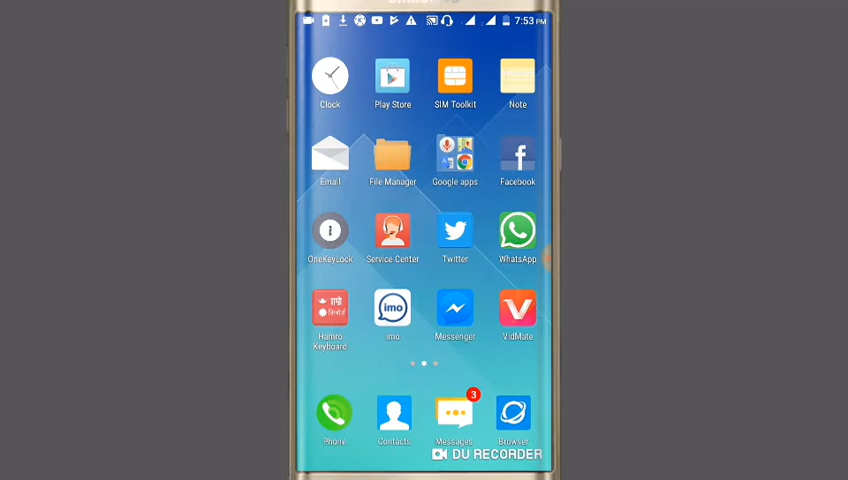 7:53 PM
Clock
Play Store
SIM Toolkit
Note
Email
File Manager
Google apps
Facebook
OneKeyLock
Service Center
Twitter
WhatsApp
हाम्रो
imo
Hamro
Keyboard
imo
Messenger
VidMate
3
Phone
Contacts
Messages
Browser
DU RECORDER